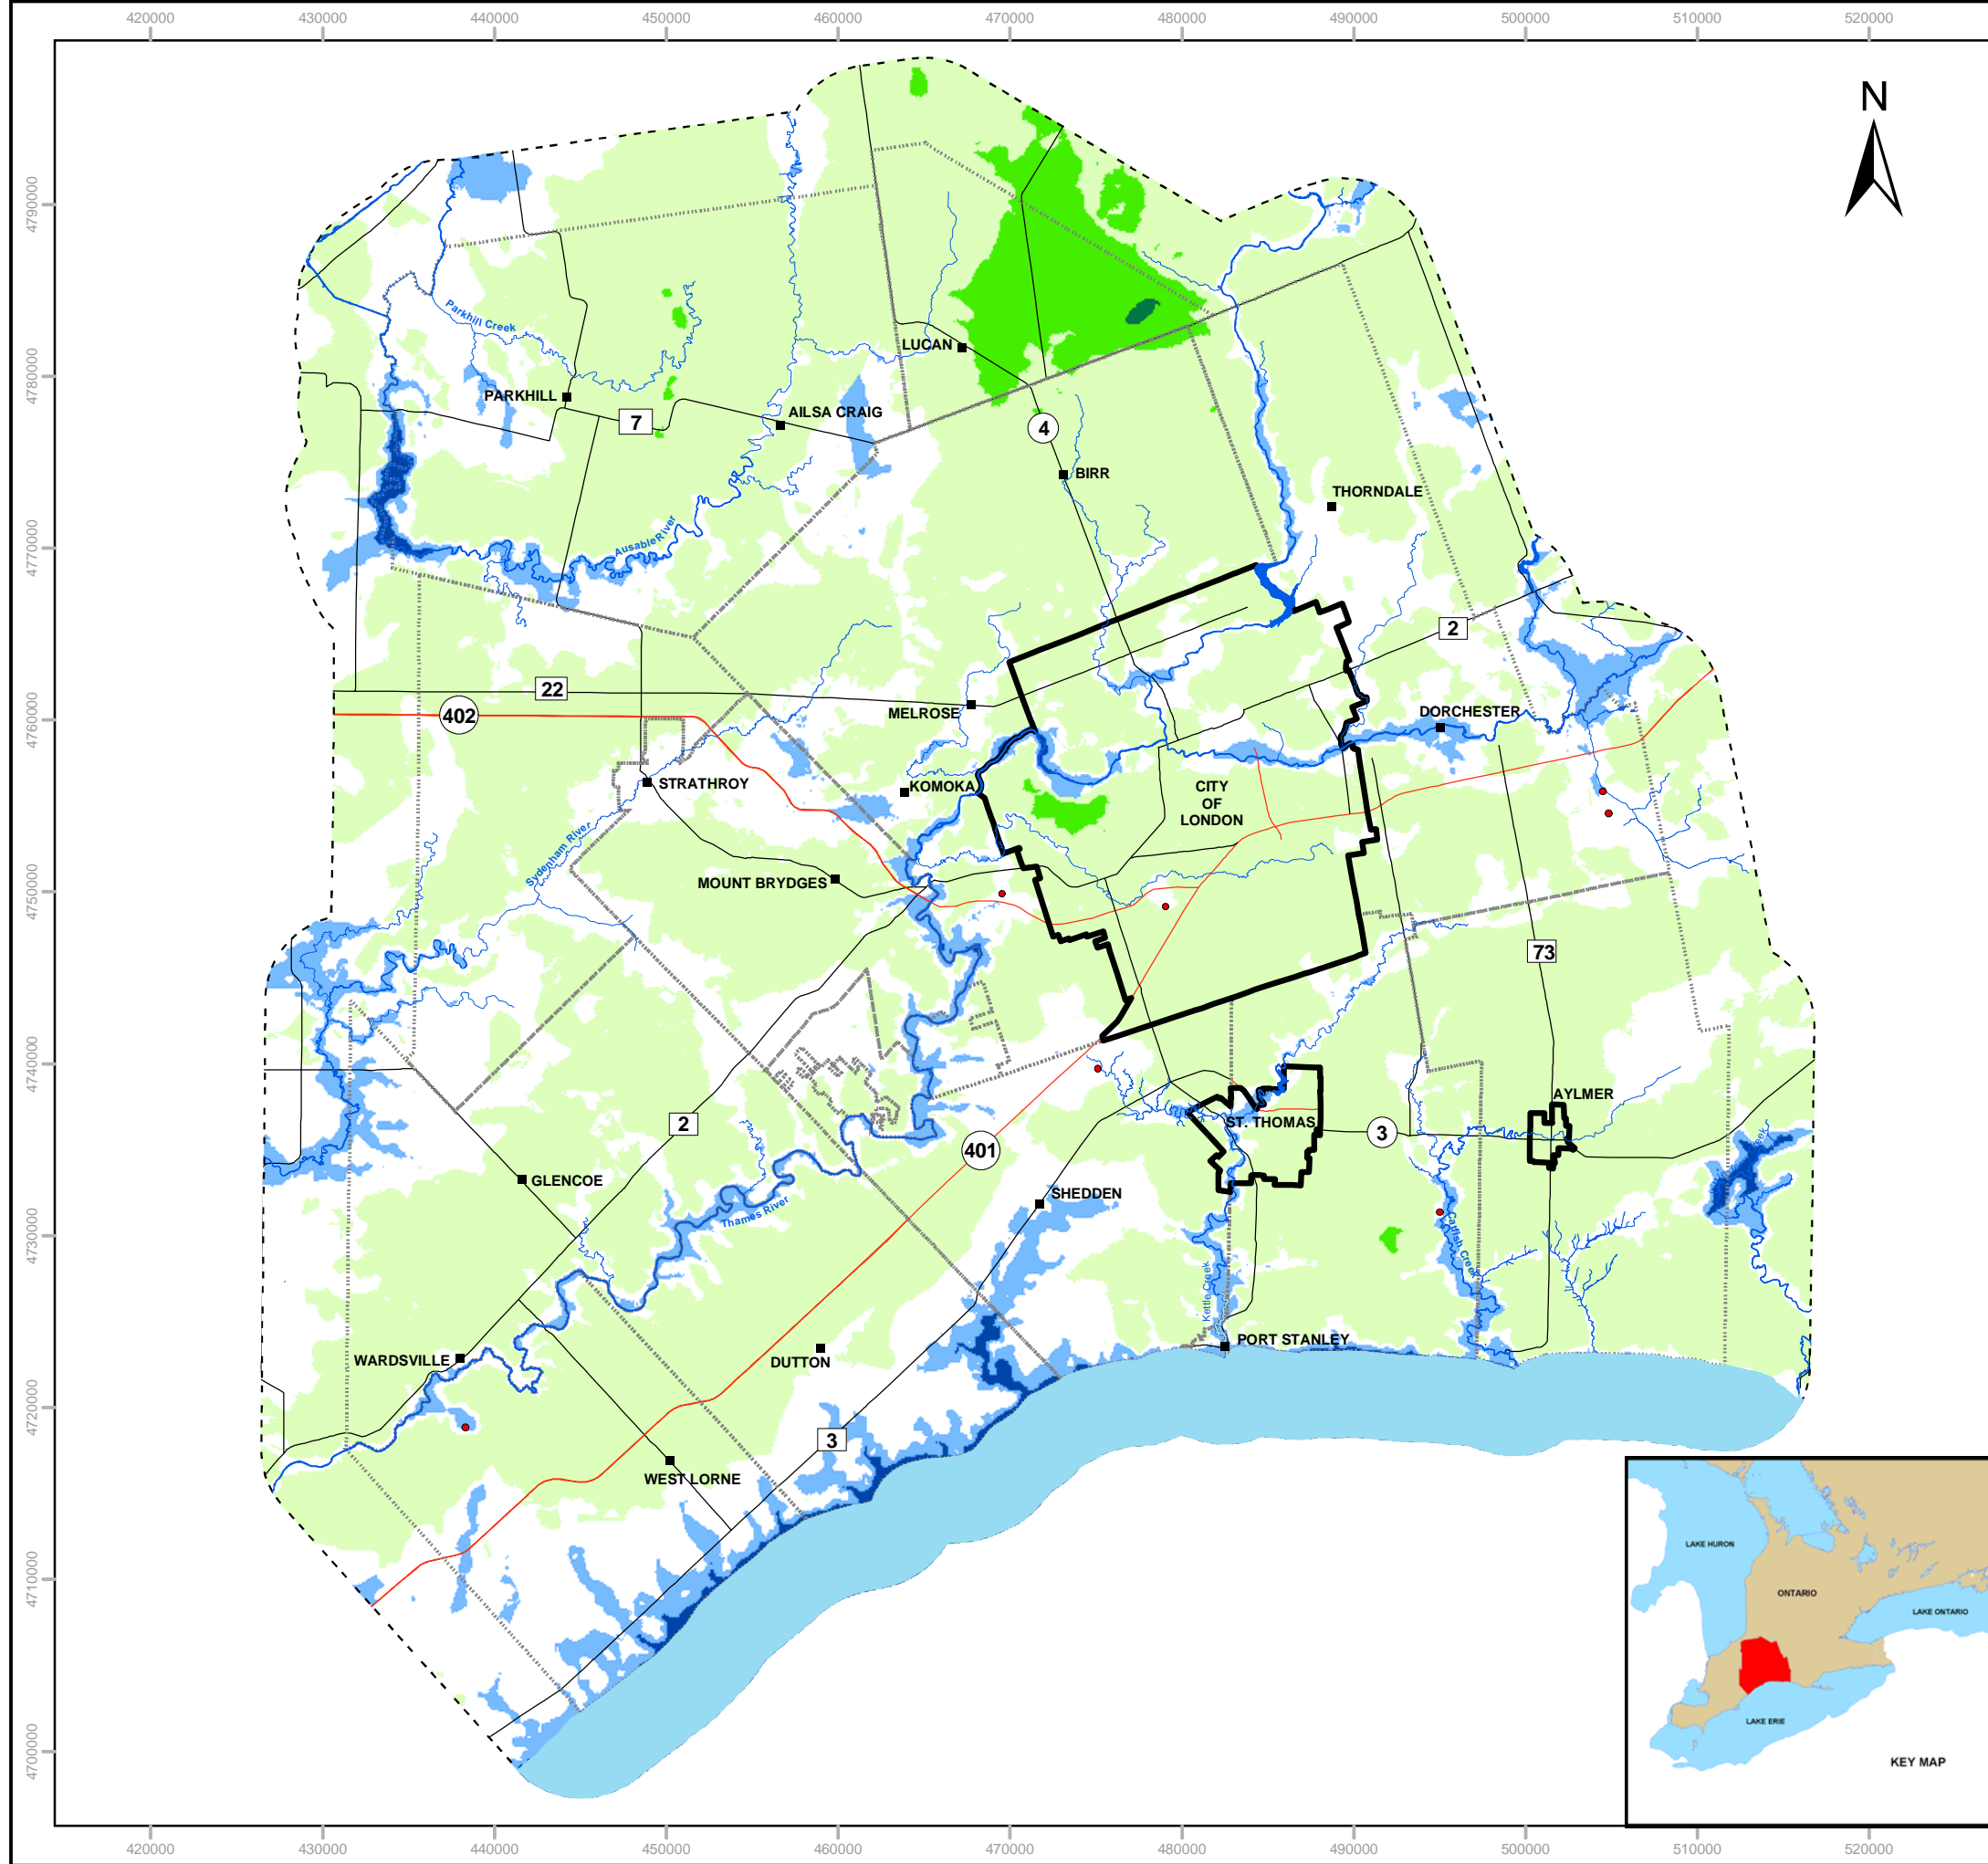 420000 430000 440000 450000 460000 470000 480000 490000 500000 510000 520000
N
4790000
4780000
4770000
4760000
4750000
4740000
4730000
4720000
4710000
4700000
Parkhill Creek
LUCAN
PARKHILL
AILSA CRAIG
7
4
BIRR
THORNDALE
Ausable River
2
22
402
MELROSE
DORCHESTER
STRATHROY
KOMOKA
CITY
OF
LONDON
Sydenham River
MOUNT BRYDGES
73
AYLMER
2
ST. THOMAS
3
401
GLENCOE
SHEDDEN
Thames River
Catfish Creek
Kettle Creek
PORT STANLEY
WARDSVILLE
DUTTON
3
WEST LORNE
LAKE HURON
ONTARIO
LAKE ONTARIO
LAKE ERIE
KEY MAP
420000 430000 440000 450000 460000 470000 480000 490000 500000 510000 520000